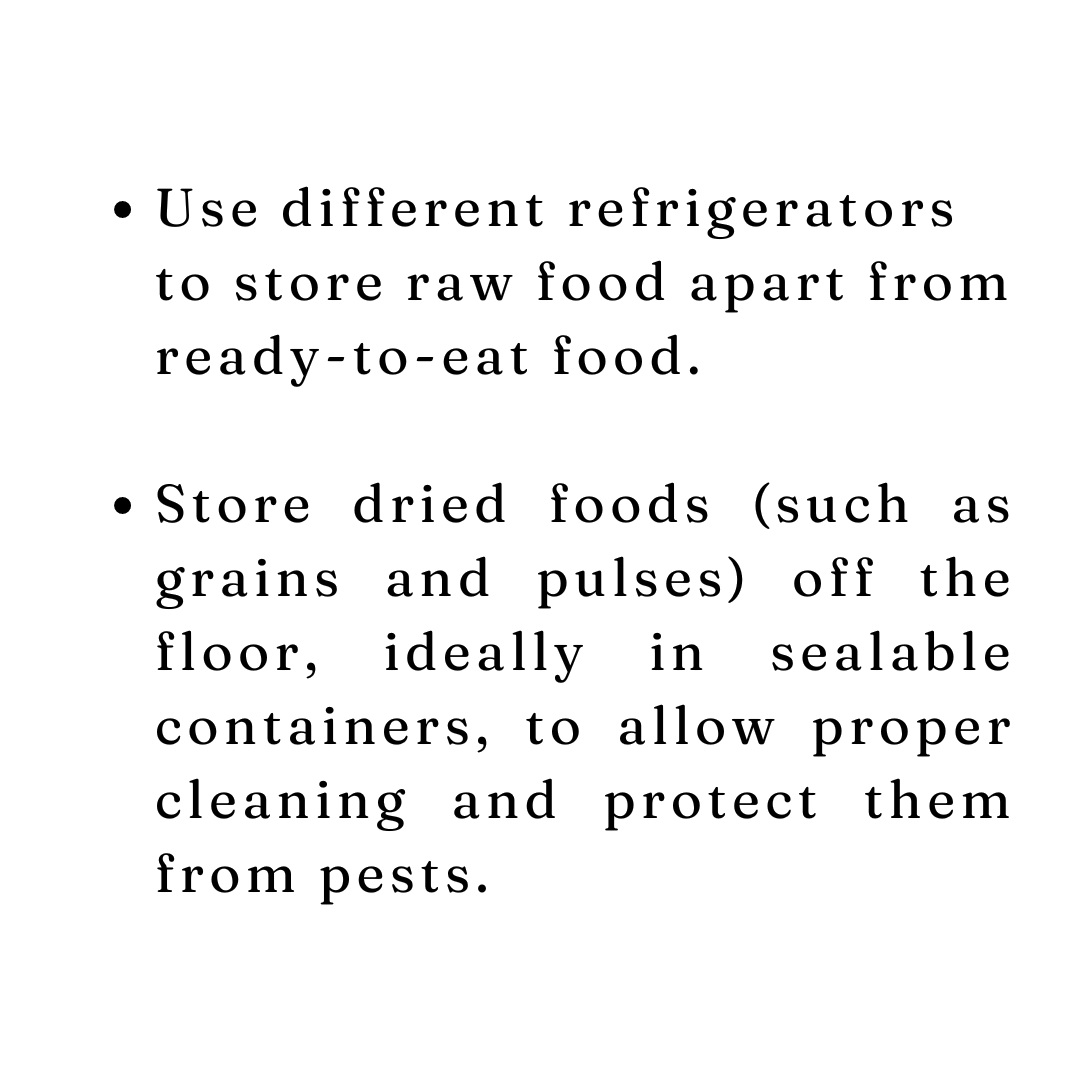 • Use different refrigerators
to store raw food apart from
ready-to-eat food.
• Store dried foods (such as
grains and pulses) off the
floor, ideally in sealable
containers, to allow proper
cleaning and protect them
from pests.